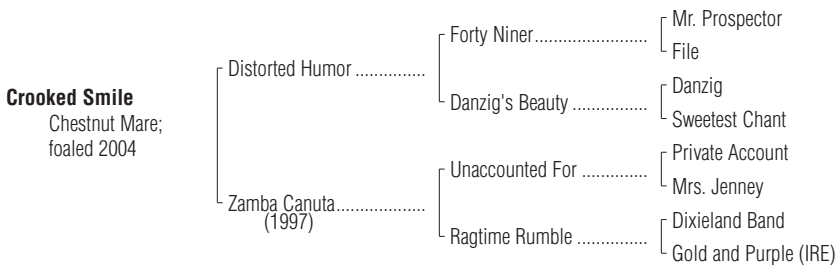 Crooked Smile
Chestnut Mare;
foaled 2004
Distorted Humor ...............
Zamba Canuta...................
(1997)
Forty Niner........................
Danzig's Beauty ................
Unaccounted For ..............
Ragtime Rumble ...............
Mr. Prospector
File
Danzig
Sweetest Chant
Private Account
Mrs. Jenney
Dixieland Band
Gold and Purple (IRE)